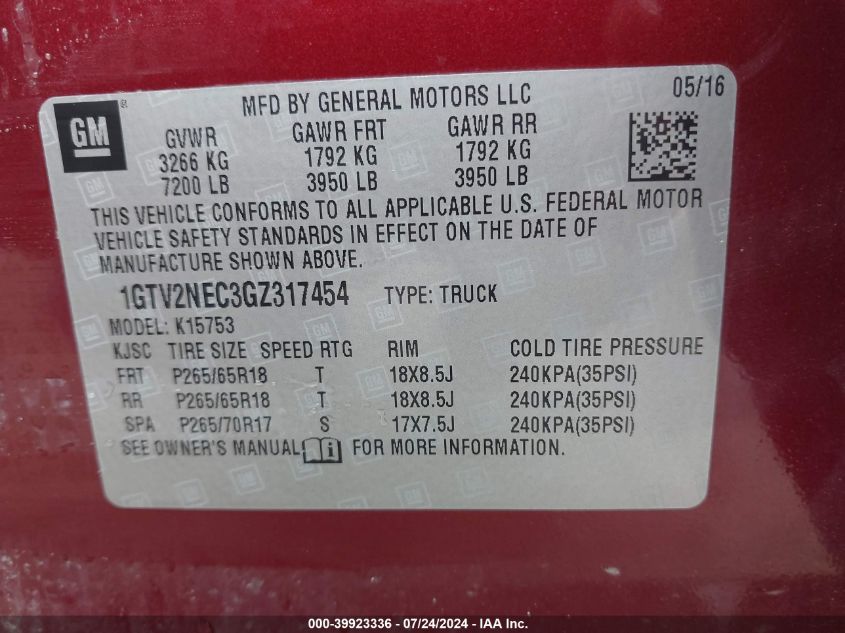 MFD BY GENERAL MOTORS LLC 05/16
GM ®
GVWR GAWR FRT GAWR RR
3266 KG 1792 KG 1792 KG
7200 LB 3950 LB 3950 LB
THIS VEHICLE CONFORMS TO ALL APPLICABLE U.S. FEDERAL MOTOR
VEHICLE SAFETY STANDARDS IN EFFECT ON THE DATE OF
MANUFACTURE SHOWN ABOVE.
1GTV2NEC3GZ317454 TYPE: TRUCK
MODEL: K15753
KJSC TIRE SIZE SPEED RTG RIM COLD TIRE PRESSURE
FRT P265/65R18 T 18X8.5J 240KPA(35PSI)
RR P265/65R18 T 18X8.5J 240KPA(35PSI)
SPA P265/70R17 S 17X7.5J 240KPA(35PSI)
SEE OWNER'S MANUAL FOR MORE INFORMATION.
000-39923336 - 07/24/2024 - IAA Inc.